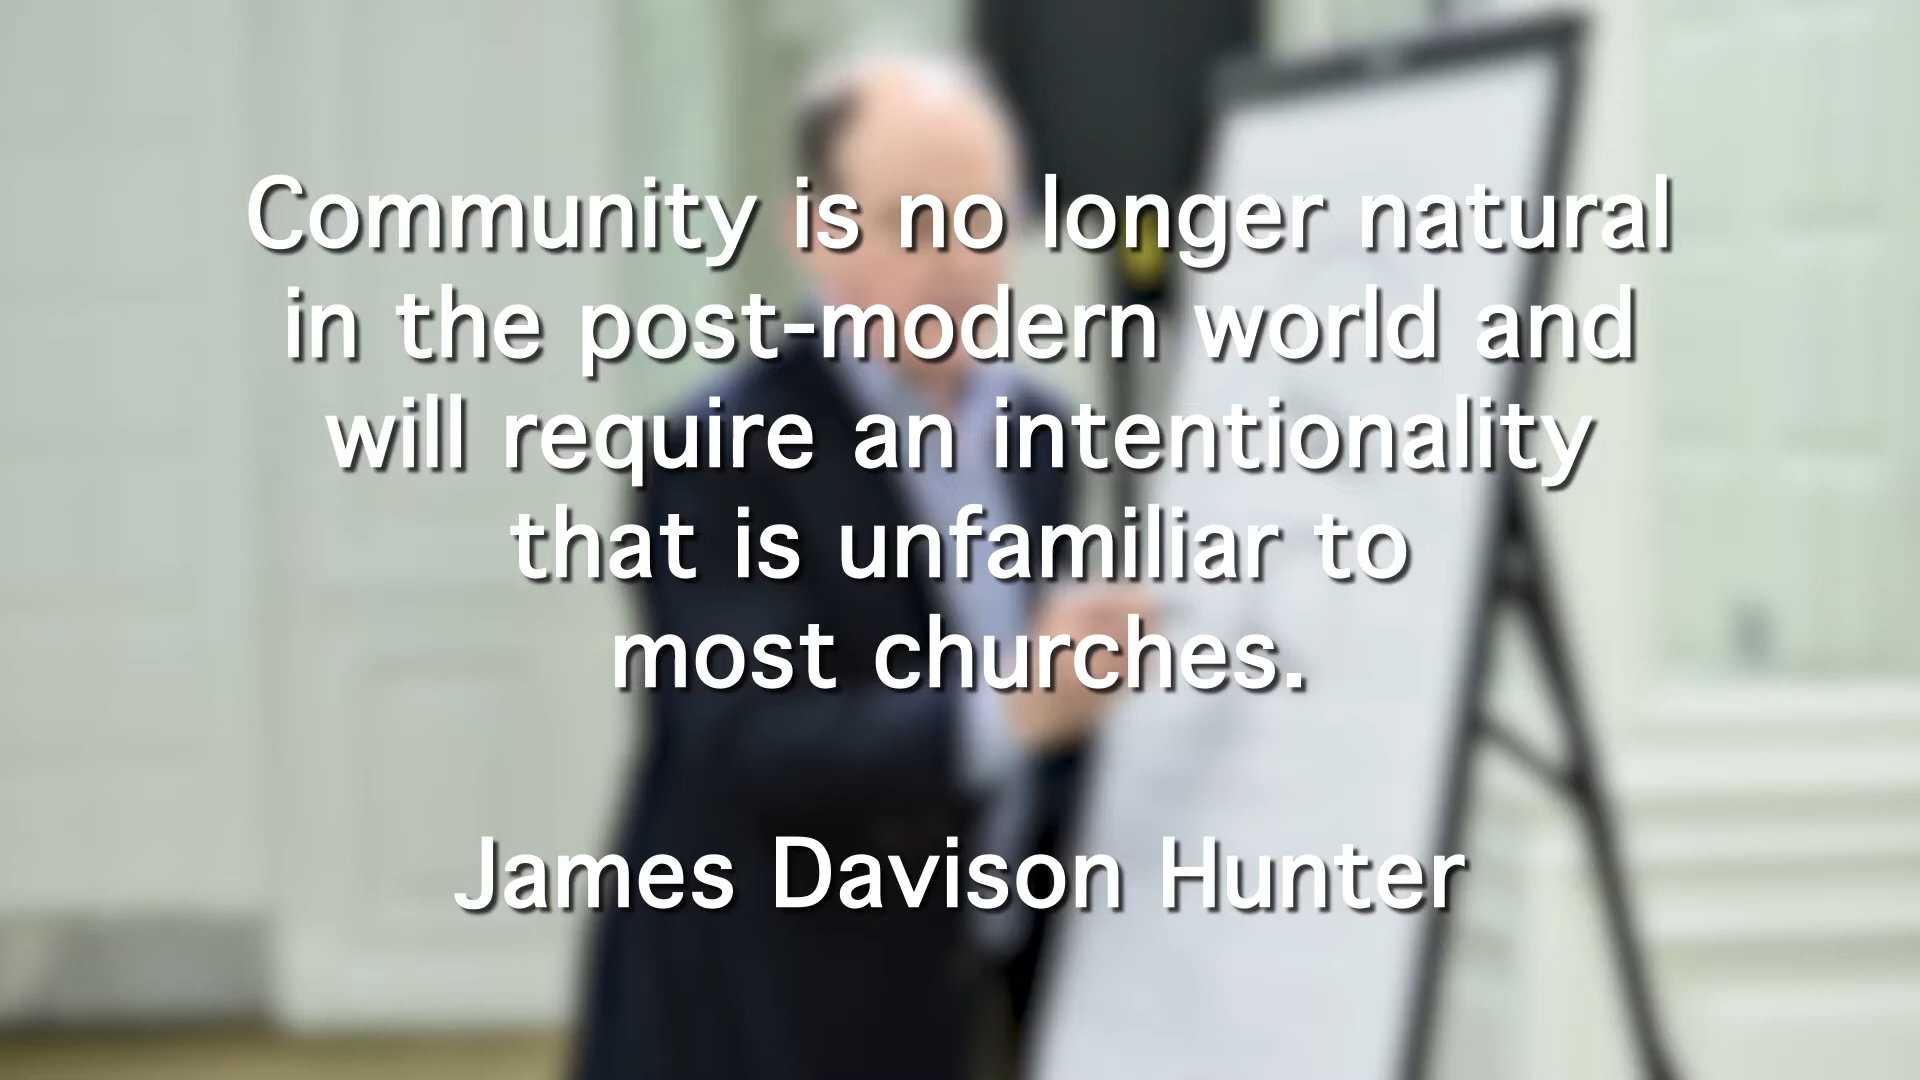 Community is no longer natural
in the post-modern world and
will require an intentionality
that is unfamiliar to
most churches.
James Davison Hunter